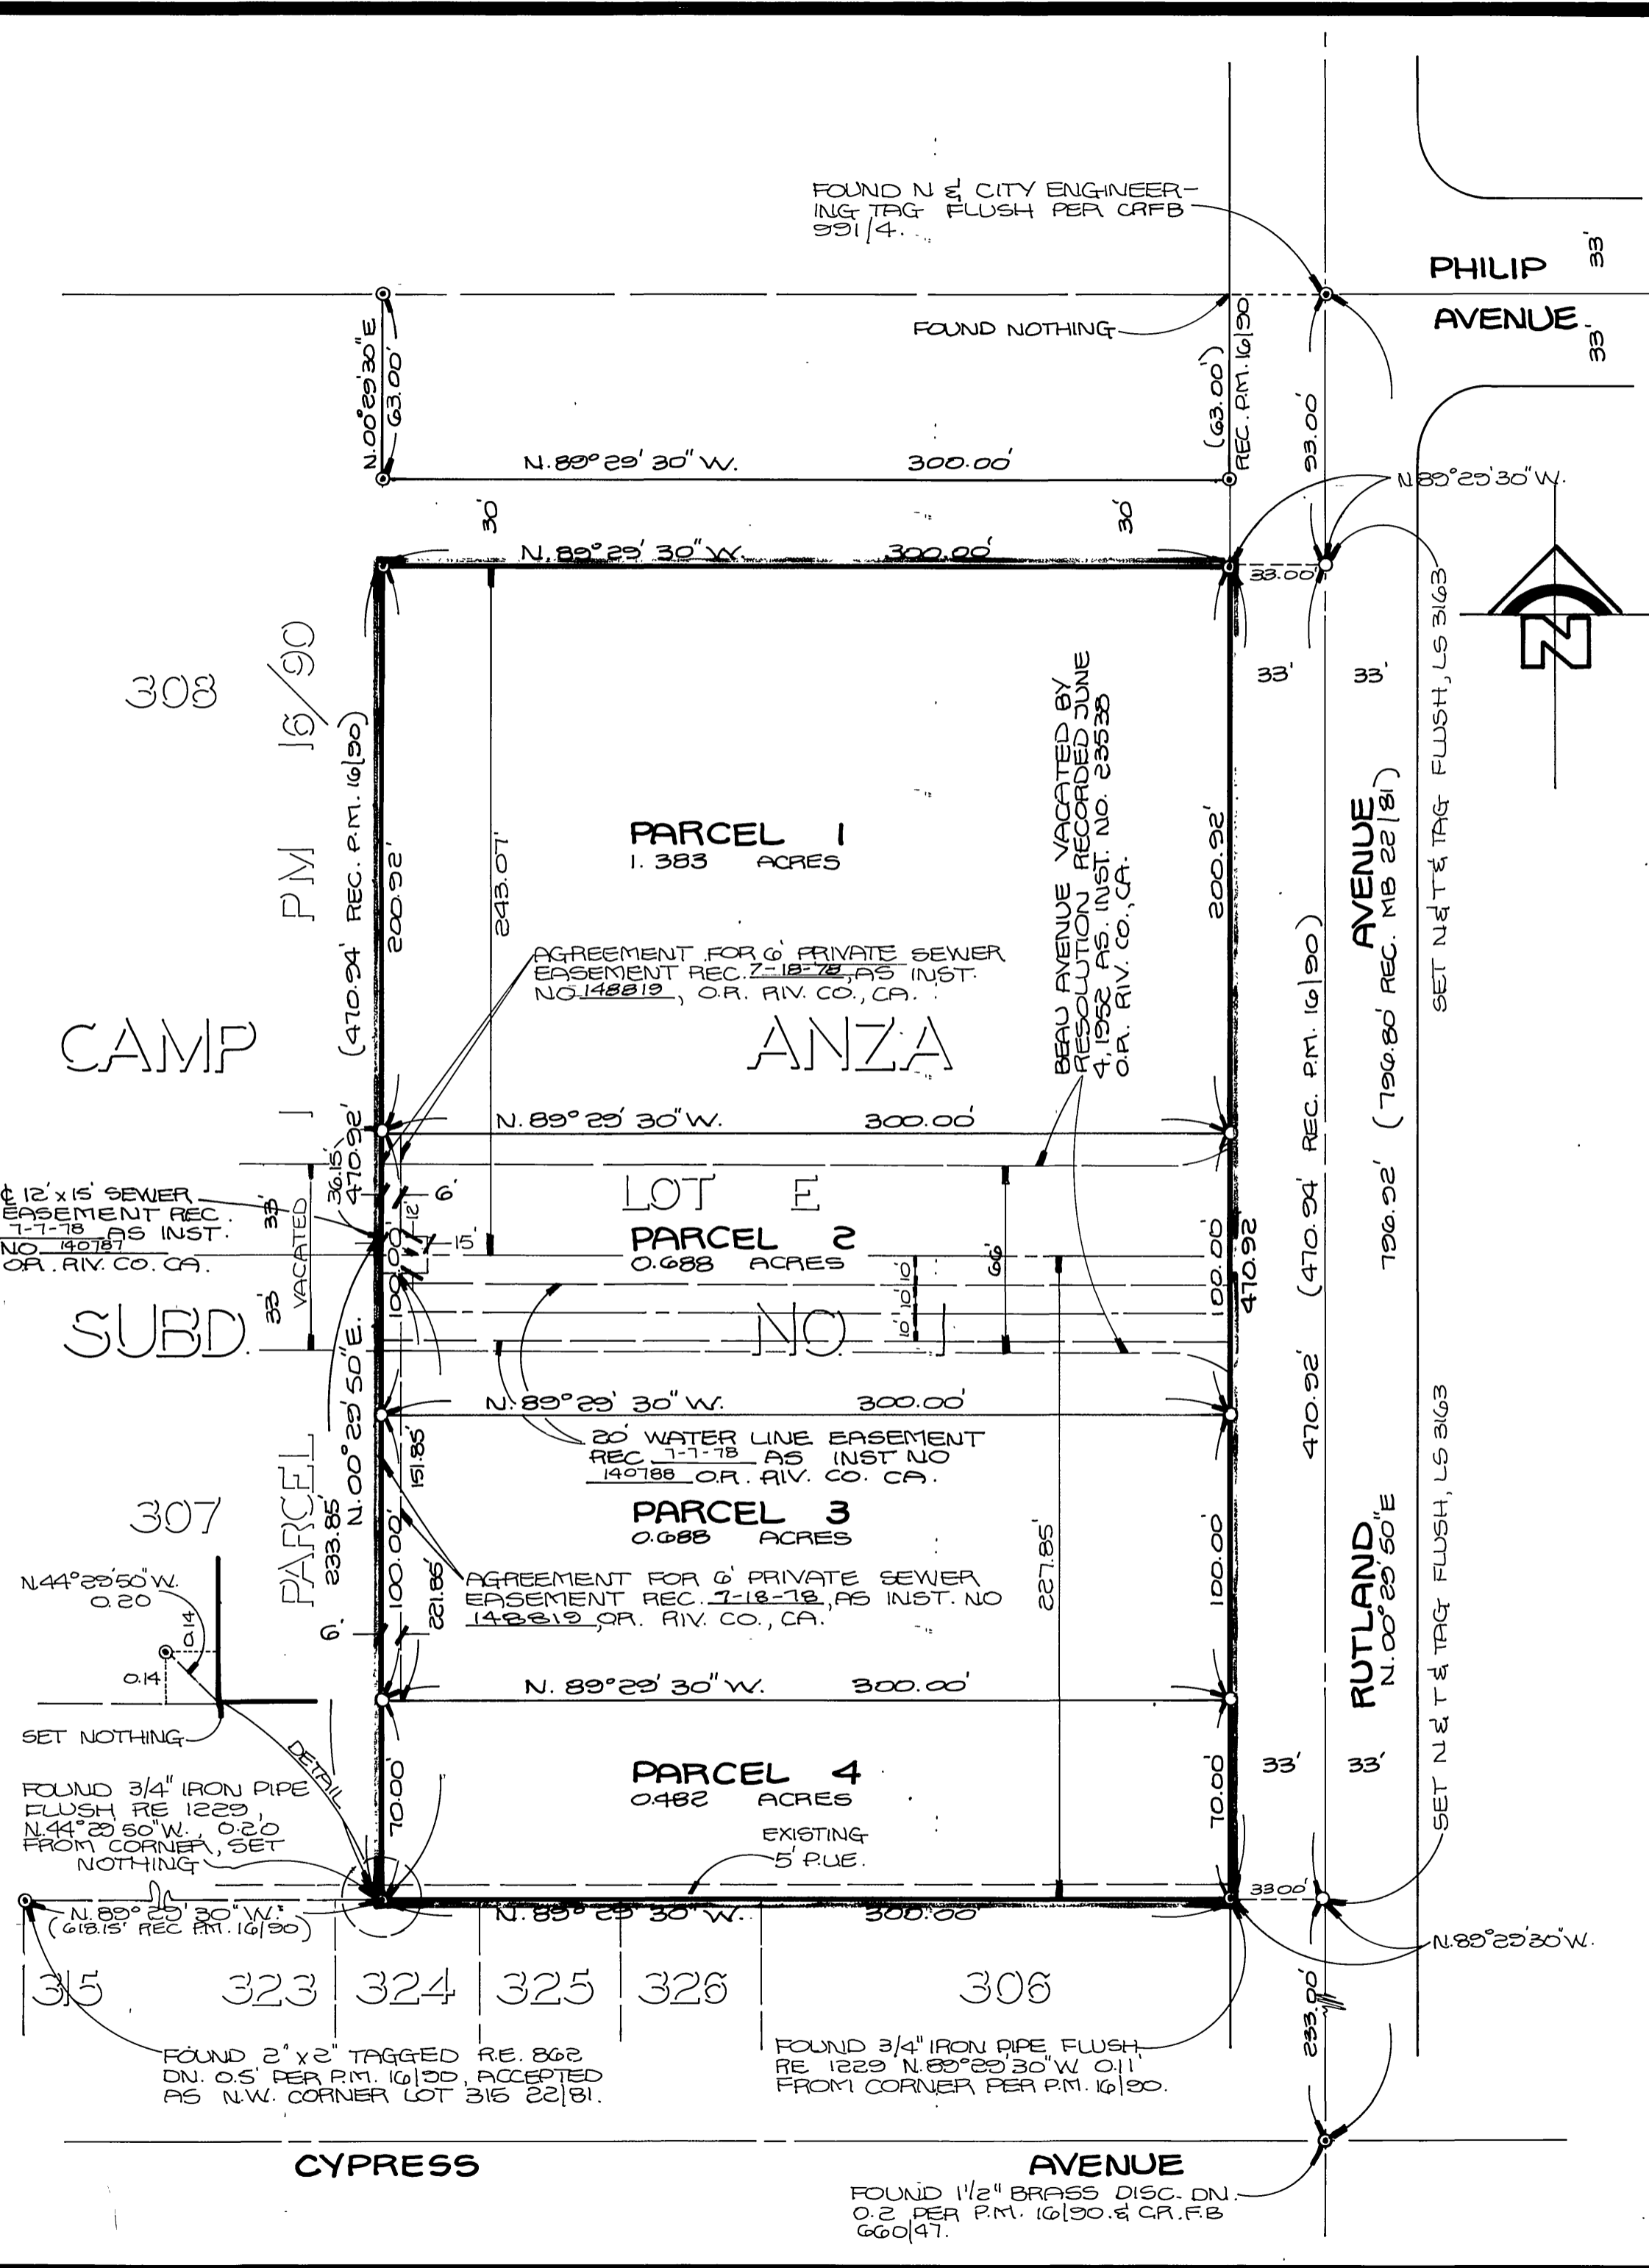 FOUND N & CITY ENGINEER-
ING TAG FLUSH PER CRFB
991/4.
PHILIP
AVENUE
33'
33'
FOUND NOTHING
N.00°29'30"E
63.00'
(63.00')
REC. P.M. 16/90
93.00'
N.89°29'30"W. 300.00'
N.89°29'30"W.
30'
30'
N.89°29'30"W. 300.00'
33.00'
33'
33'
SET N & T & TAG FLUSH, LS 3163
N
308
PM 16/90
(470.94' REC. P.M. 16/90)
200.92'
243.07'
PARCEL 1
1.383 ACRES
BEAU AVENUE VACATED BY
RESOLUTION RECORDED JUNE
4, 1952 AS. INST. NO. 23538
O.R. RIV. CO., CA.
200.92'
AVENUE
796.92' (796.80' REC. MB 22/81)
AGREEMENT FOR 6' PRIVATE SEWER
EASEMENT REC. 7-18-78, AS INST.
NO 148819, O.R. RIV. CO., CA.
CAMP ANZA
(470.94' REC. P.M. 16/90)
470.92'
N.89°29'30"W. 300.00'
36.15'
470.92'
6'
LOT E
℄ 12'x15' SEWER
EASEMENT REC.
7-7-78 AS INST.
NO 140787
O.R. RIV. CO. CA.
33'
VACATED
33'
12'
15'
100.00'
PARCEL 2
0.688 ACRES
66'
10' 10' 10'
100.00'
470.92
SUBD. NO. 1
N.00°29'50"E.
N.89°29'30"W. 300.00'
20' WATER LINE EASEMENT
REC 7-7-78 AS INST NO
140788 O.R. RIV. CO. CA.
PARCEL 1
233.85'
151.85'
100.00'
221.85'
PARCEL 3
0.688 ACRES
227.85'
100.00'
RUTLAND
N.00°29'50"E
SET N & T & TAG FLUSH, LS 3163
307
AGREEMENT FOR 6' PRIVATE SEWER
EASEMENT REC. 7-18-78, AS INST. NO
148819, O.R. RIV. CO., CA.
6'
N.44°29'50"W.
0.20
0.14
0.14
N. 89°29'30"W. 300.00'
SET NOTHING
DETAIL
FOUND 3/4" IRON PIPE
FLUSH RE 1229,
N.44°29'50"W., 0.20
FROM CORNER, SET
NOTHING
70.00'
PARCEL 4
0.482 ACRES
EXISTING
5' P.U.E.
70.00'
33'
33'
33.00'
N.89°29'30"W.
(618.15' REC P.M. 16/90)
N.89°29'30"W. 300.00'
N.89°29'30"W.
315 323 324 325 326 306
233.00'
FOUND 2"x2" TAGGED R.E. 862
DN. 0.5' PER P.M. 16/90, ACCEPTED
AS N.W. CORNER LOT 315 22/81.
FOUND 3/4" IRON PIPE FLUSH
RE 1229 N.89°29'30"W 0.11'
FROM CORNER PER P.M. 16/90.
CYPRESS AVENUE
FOUND 1 1/2" BRASS DISC. DN.
0.2 PER P.M. 16/90. & C.R.F.B
660/47.